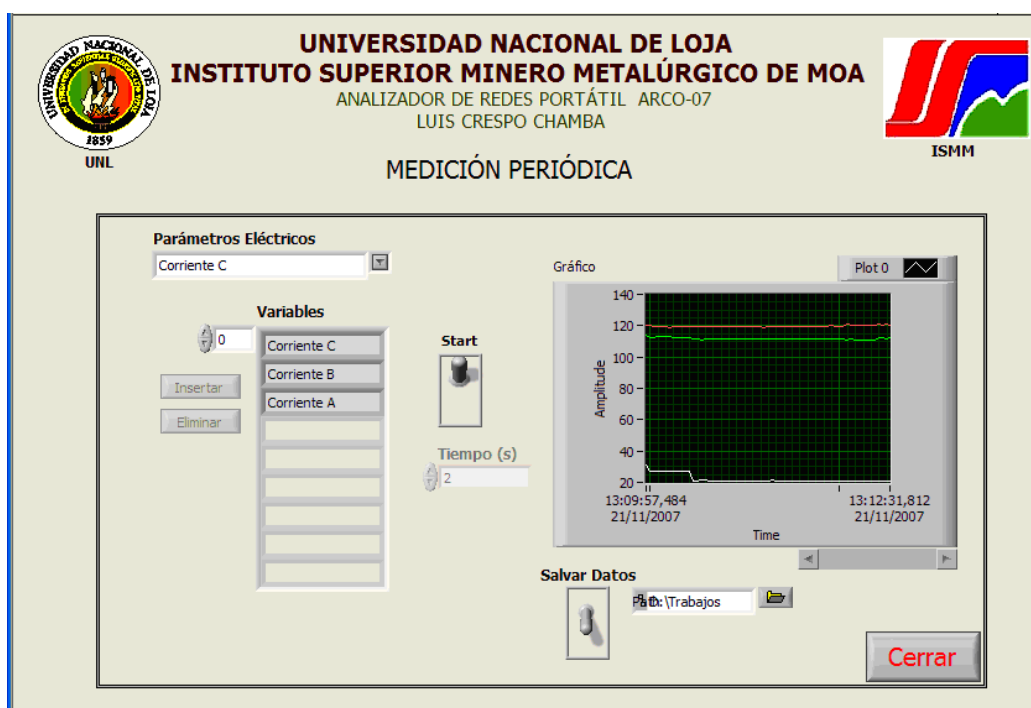 UNIVERSIDAD NACIONAL DE LOJA
INSTITUTO SUPERIOR MINERO METALÚRGICO DE MOA
ANALIZADOR DE REDES PORTÁTIL ARCO-07
LUIS CRESPO CHAMBA
1859
UNL
ISMM
MEDICIÓN PERIÓDICA
Parámetros Eléctricos
Corriente C
Variables
0
Corriente C
Corriente B
Corriente A
Insertar
Eliminar
Start
Tiempo (s)
2
Gráfico
Plot 0
140
120
100
80
60
40
20
Amplitude
13:09:57,484
21/11/2007
13:12:31,812
21/11/2007
Time
Salvar Datos
D:\Trabajos
Cerrar